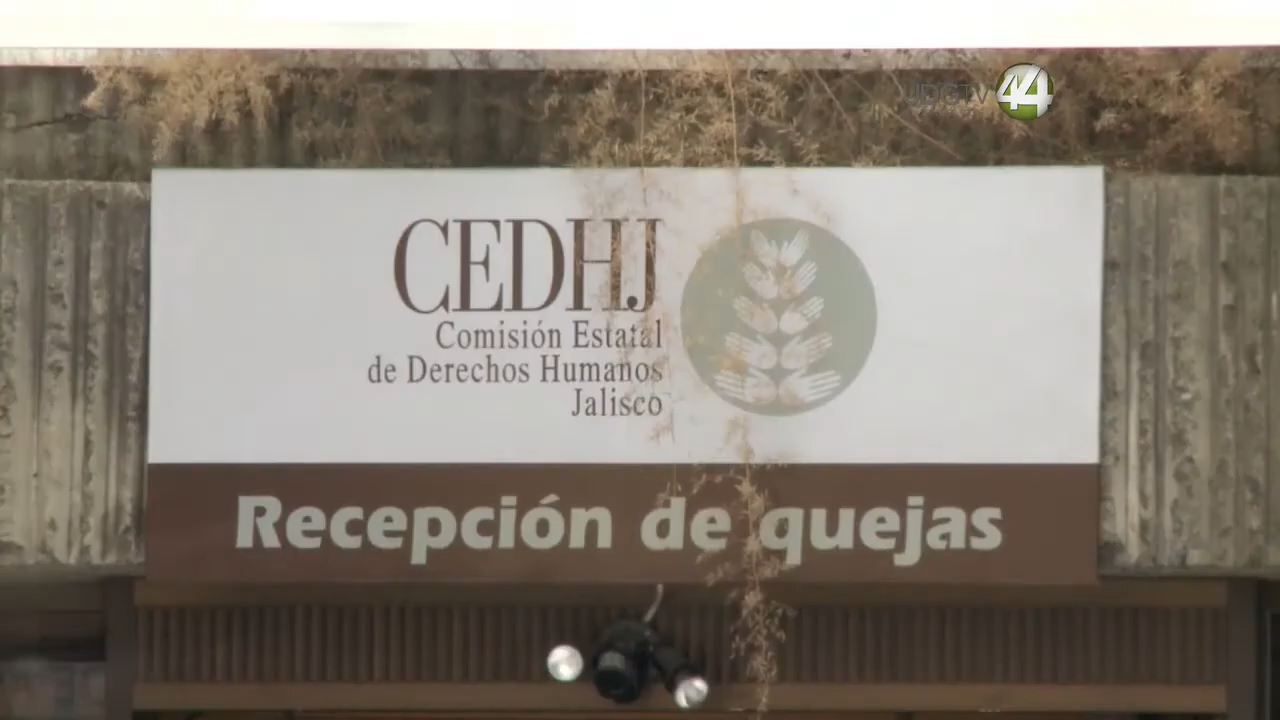 UDGTV 44
CEDHJ
Comisión Estatal
de Derechos Humanos
Jalisco
Recepción de quejas